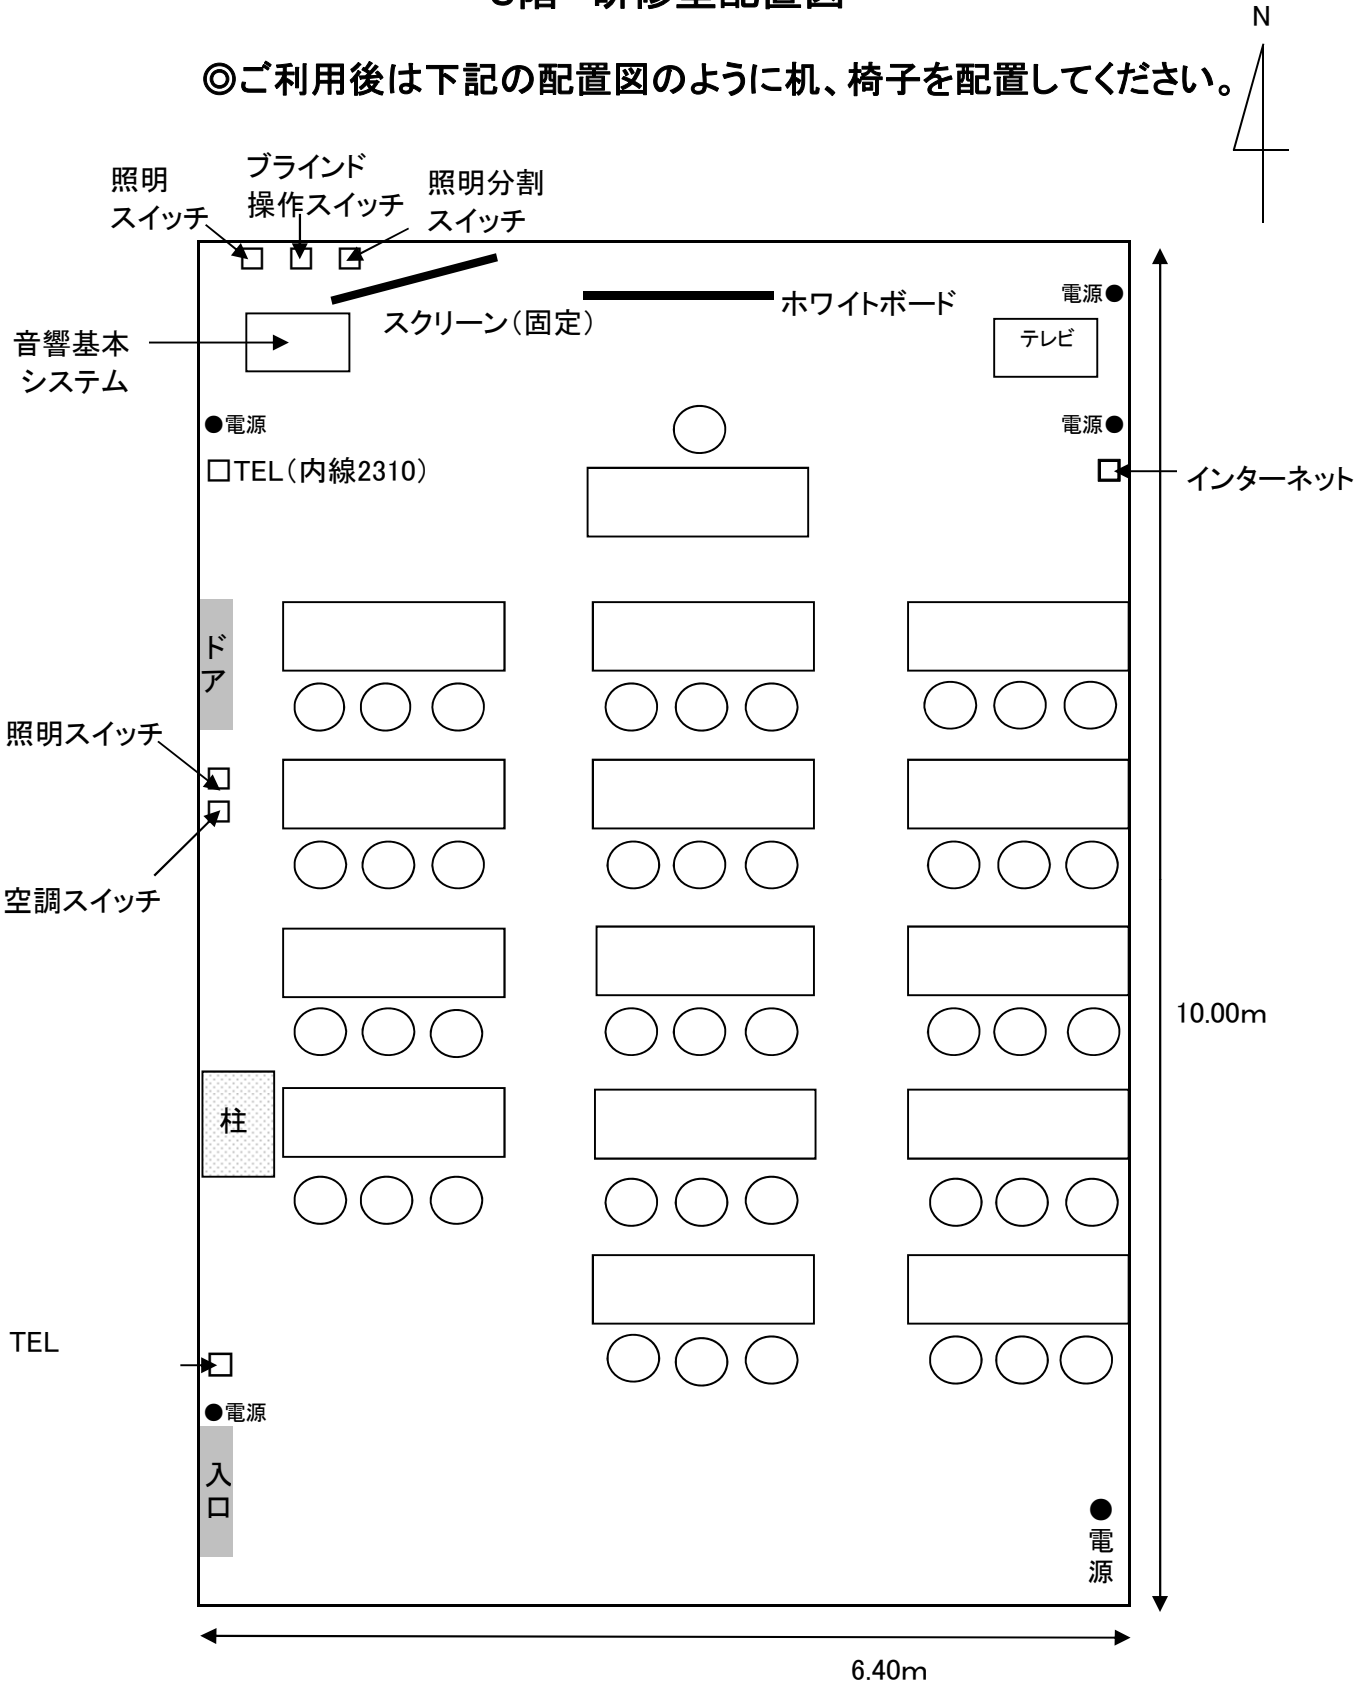 ◎ご利用後は下記の配置図のように机、椅子を配置してください。
N
照明
スイッチ
ブラインド
操作スイッチ
照明分割
スイッチ
スクリーン（固定）
ホワイトボード
電源●
テレビ
音響基本
システム
●電源
電源●
□TEL（内線2310）
インターネット
ドア
照明スイッチ
空調スイッチ
10.00m
柱
TEL
●電源
入口
●電源
6.40m